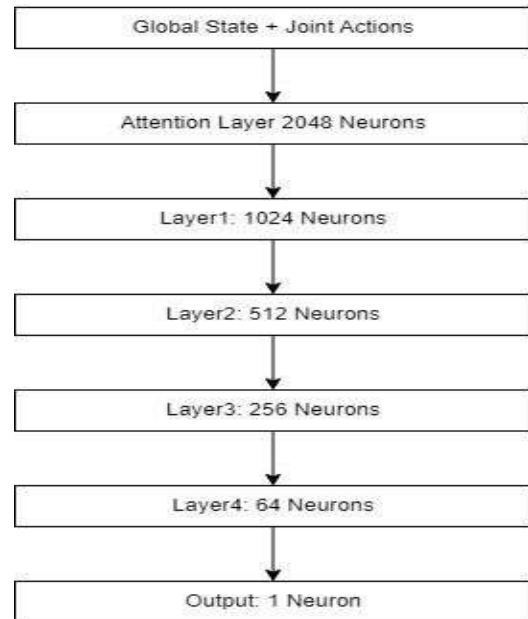 Global State + Joint Actions
Attention Layer 2048 Neurons
Layer1: 1024 Neurons
Layer2: 512 Neurons
Layer3: 256 Neurons
Layer4: 64 Neurons
Output: 1 Neuron